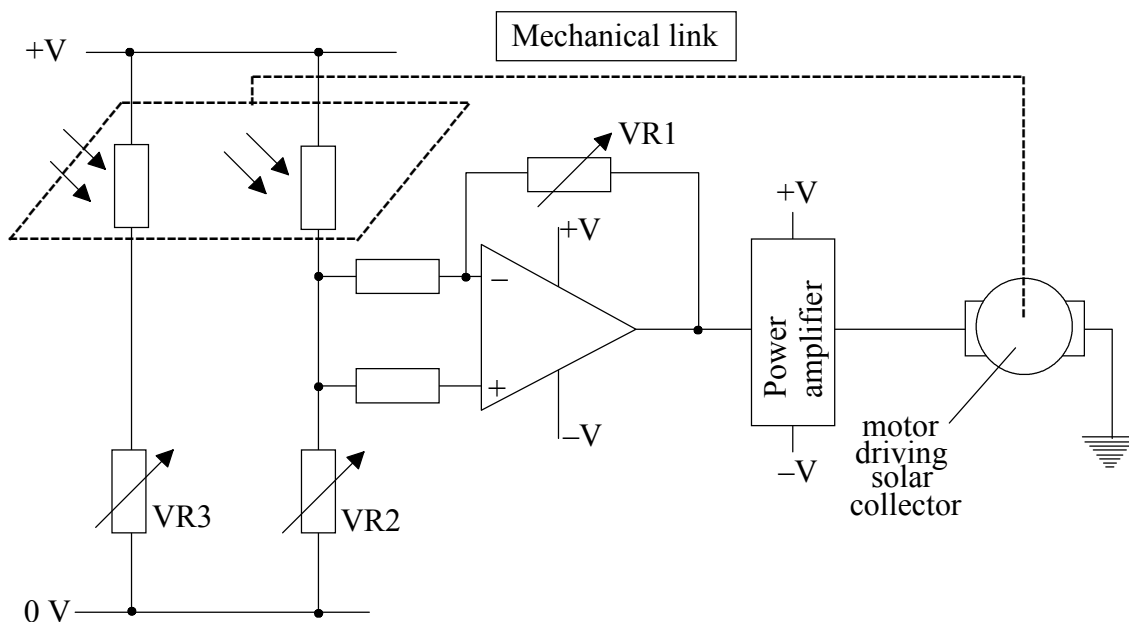 Mechanical link
+V
VR1
+V
+V
−
+
Power
amplifier
−V
−V
motor
driving
solar
collector
VR3
VR2
0 V